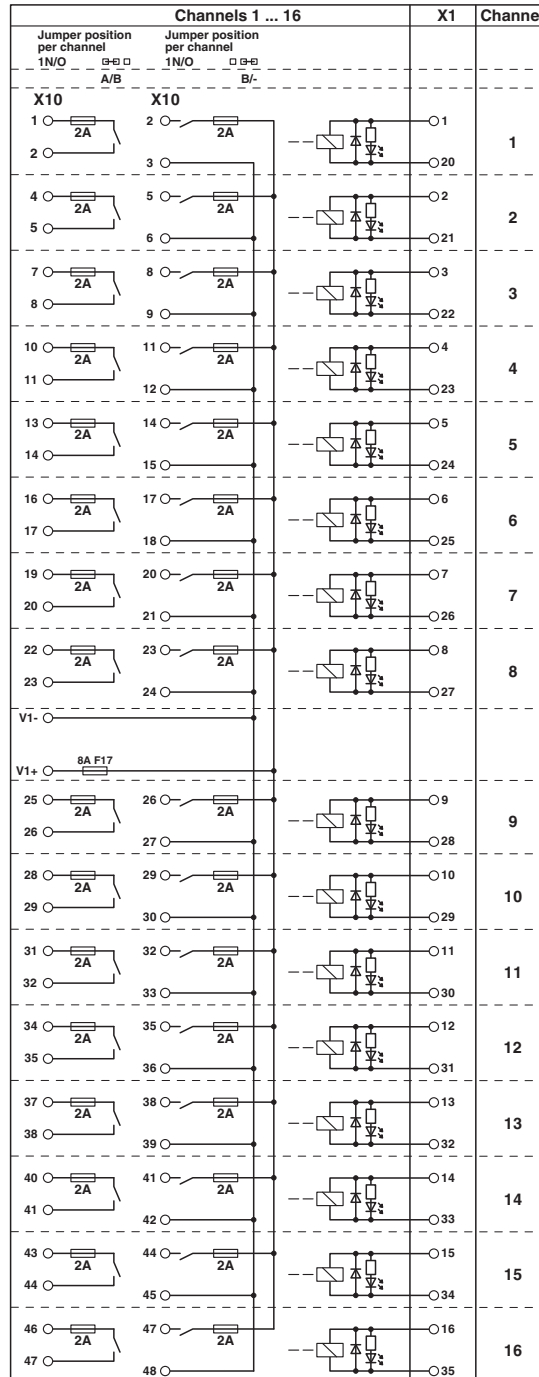 Channels 1 ... 16 X1 Channe
Jumper position per channel 1N/O
Jumper position per channel 1N/O
A/B B/-
X10 X10
1 2A 2 2A 1
2 3 20 1
4 2A 5 2A 2
5 6 21 2
7 2A 8 2A 3
8 9 22 3
10 2A 11 2A 4
11 12 23 4
13 2A 14 2A 5
14 15 24 5
16 2A 17 2A 6
17 18 25 6
19 2A 20 2A 7
20 21 26 7
22 2A 23 2A 8
23 24 27 8
V1-
V1+ 8A F17
25 2A 26 2A 9
26 27 28 9
28 2A 29 2A 10
29 30 29 10
31 2A 32 2A 11
32 33 30 11
34 2A 35 2A 12
35 36 31 12
37 2A 38 2A 13
38 39 32 13
40 2A 41 2A 14
41 42 33 14
43 2A 44 2A 15
44 45 34 15
46 2A 47 2A 16
47 48 35 16